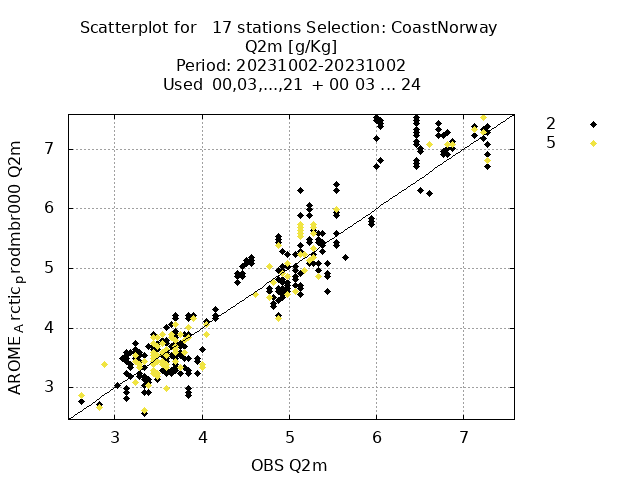 Scatterplot for   17 stations Selection: CoastNorway
Q2m [g/Kg]
Period: 20231002-20231002
Used  00,03,...,21  + 00 03 ... 24
2
5
AROME_Arctic_prodmbr000 Q2m
7
6
5
4
3
3 4 5 6 7
OBS Q2m